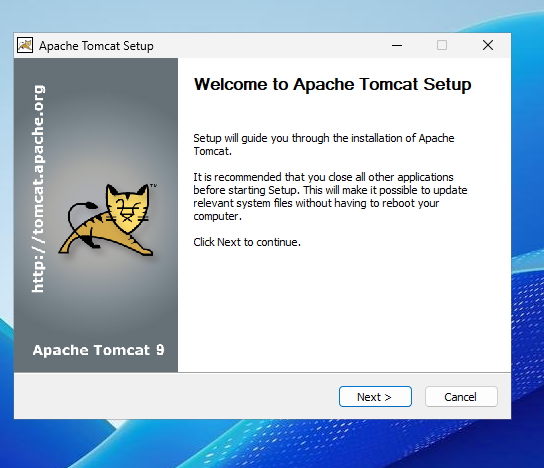 Apache Tomcat Setup
http://tomcat.apache.org
Apache Tomcat 9
Welcome to Apache Tomcat Setup
Setup will guide you through the installation of Apache
Tomcat.
It is recommended that you close all other applications
before starting Setup. This will make it possible to update
relevant system files without having to reboot your
computer.
Click Next to continue.
Next >
Cancel